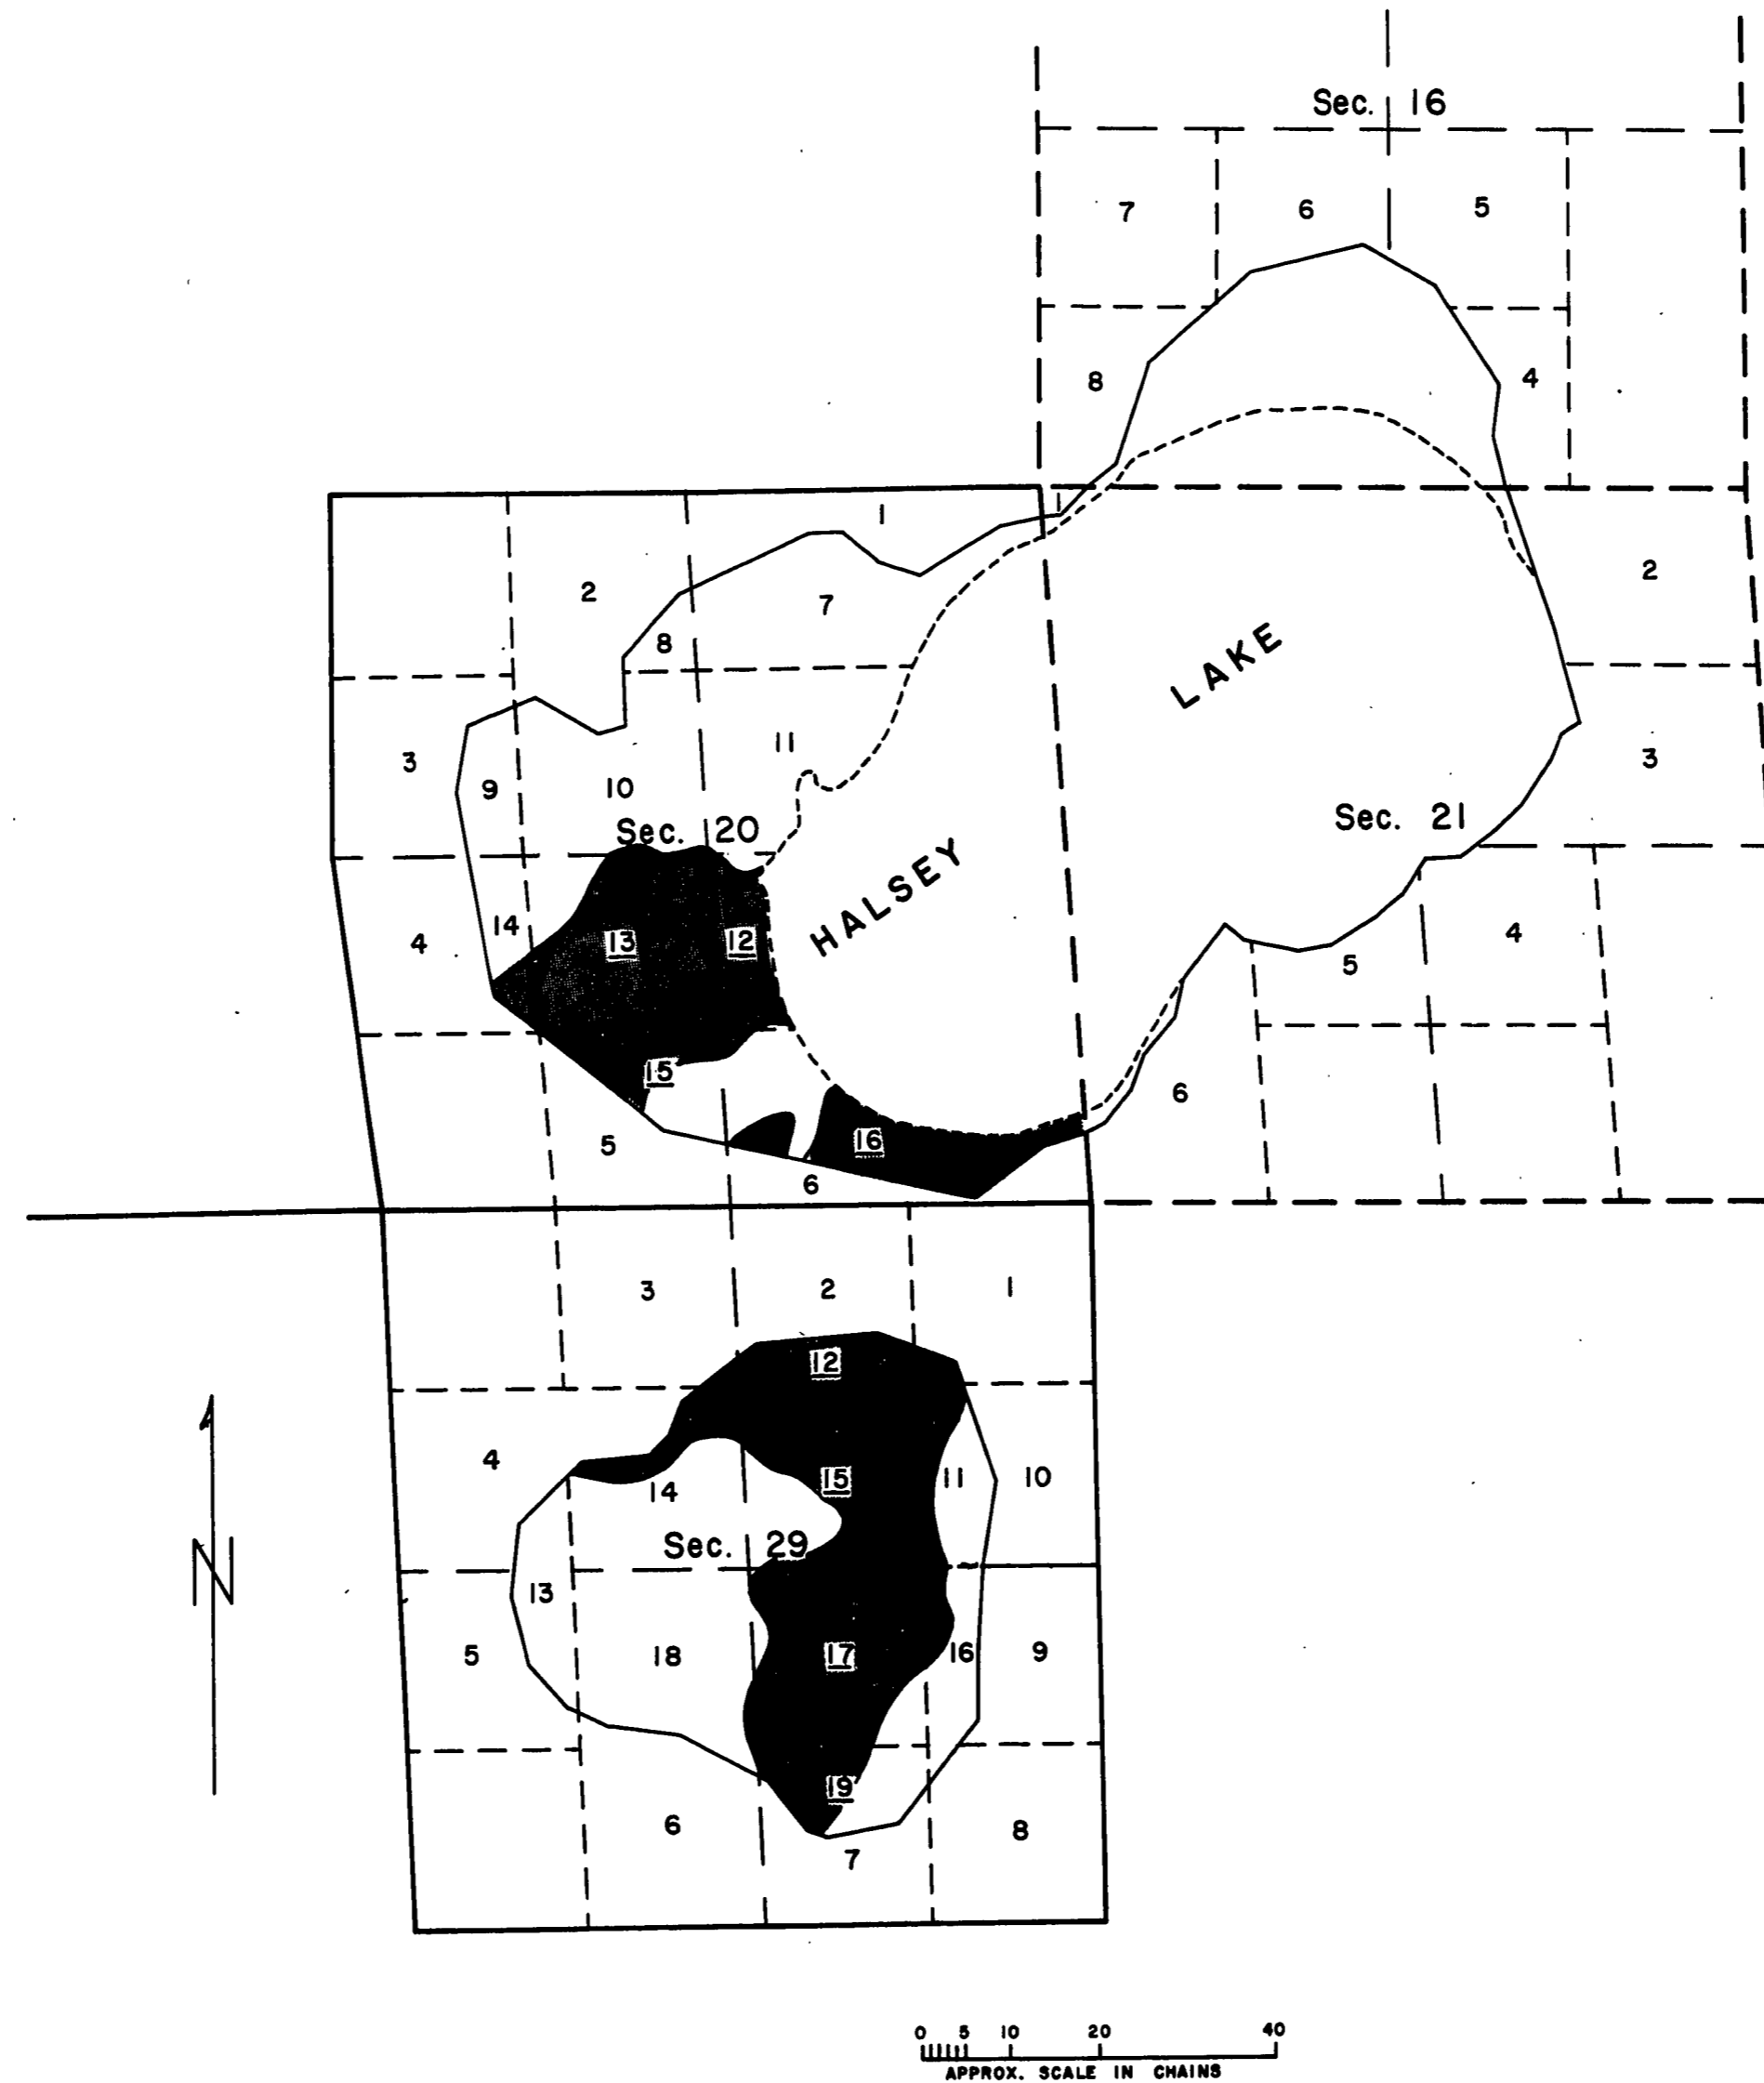 Sec. 16
7 6 5
8 4
1 1
2 8 7 2
LAKE
3 9 10 11 3
Sec. 20
Sec. 21
HALSEY
4 14 13 12 5 4
15 6
5 16
6
3 2 1
12
4 14 15 11 10
Sec. 29
13
5 18 17 16 9
19
6 7 8
N
0 5 10 20 40
APPROX. SCALE IN CHAINS